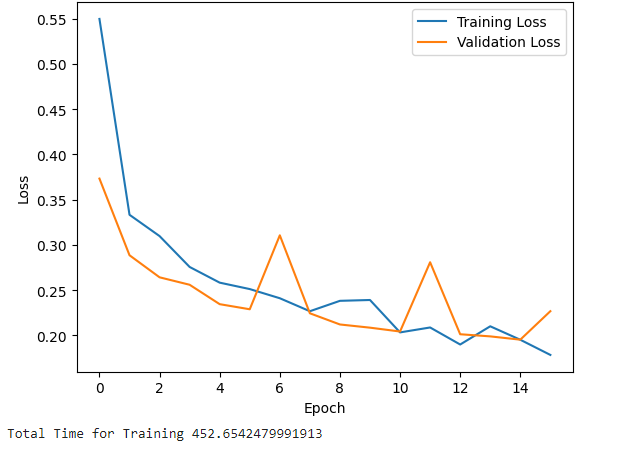 0.55
0.50
0.45
0.40
0.35
0.30
0.25
0.20
Loss
Training Loss
Validation Loss
0 2 4 6 8 10 12 14
Epoch
Total Time for Training 452.6542479991913